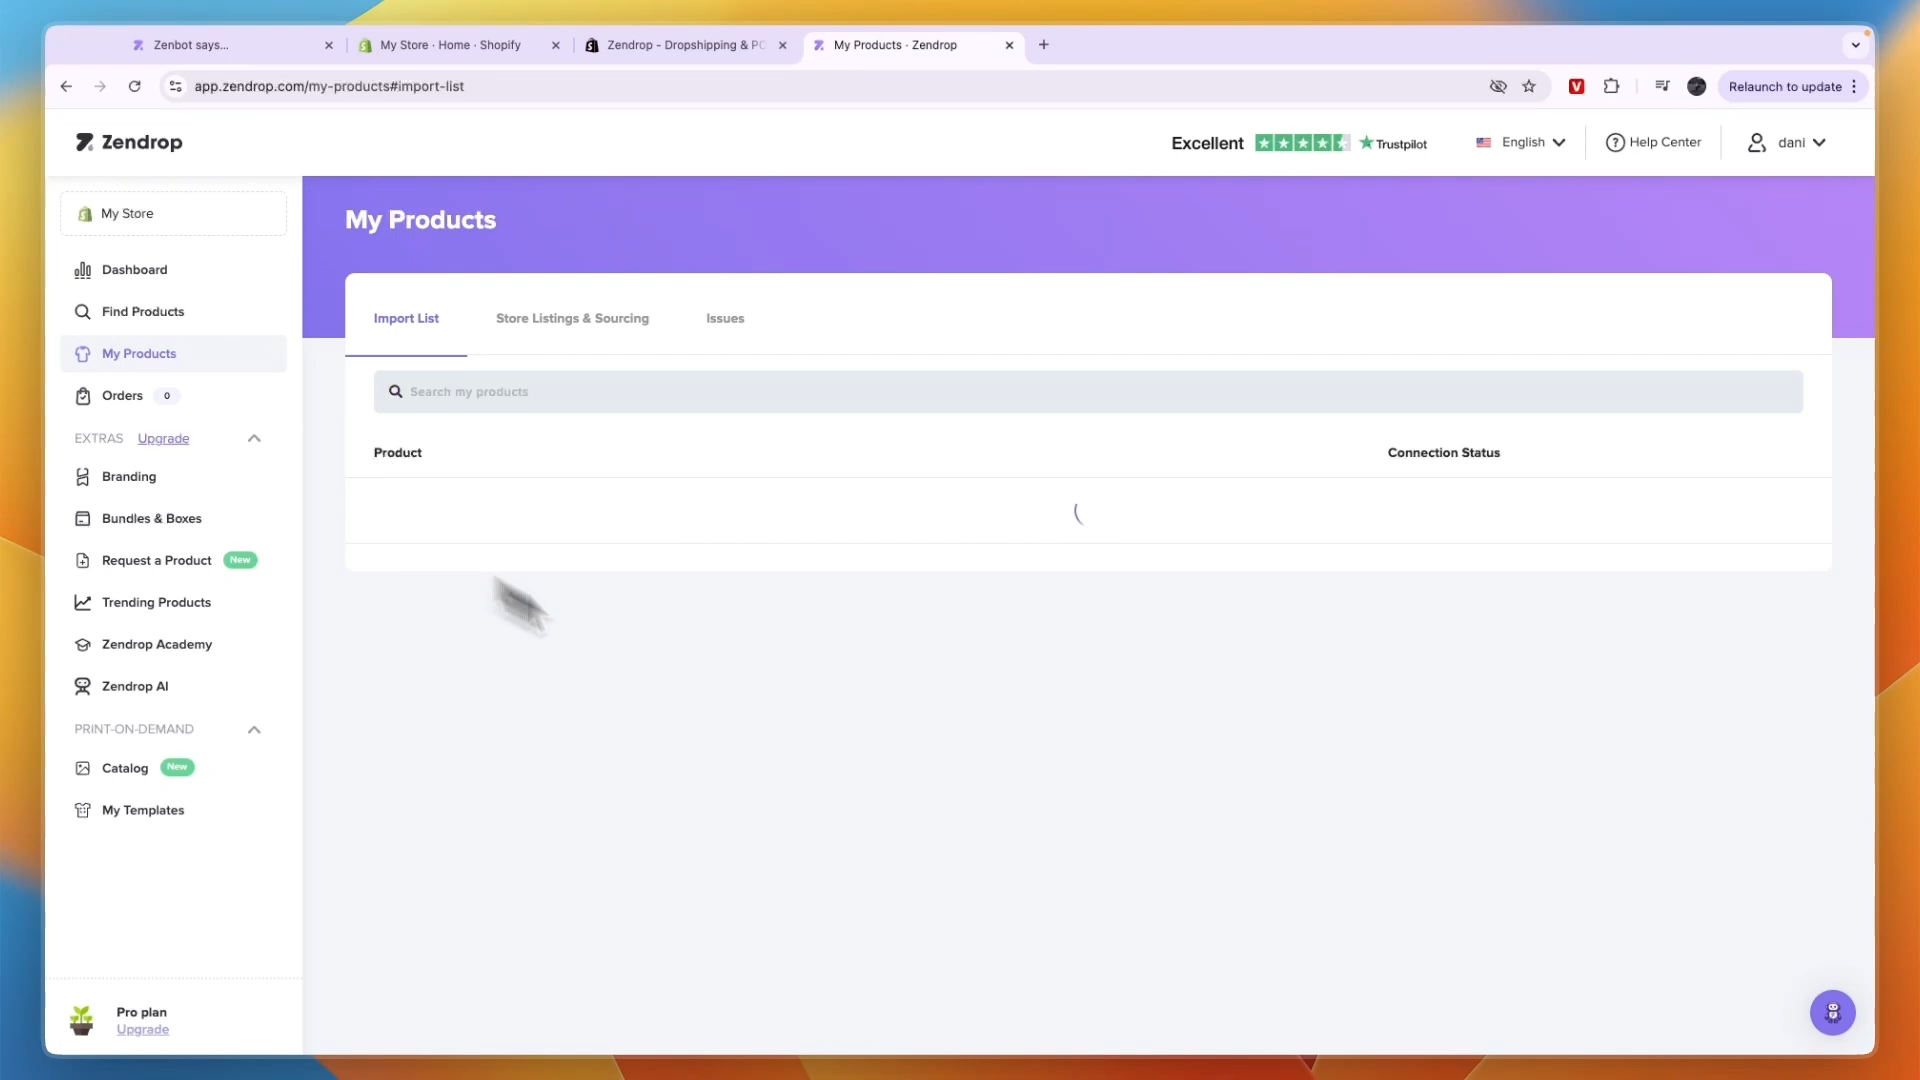 Zenbot says...
My Store · Home · Shopify
Zendrop - Dropshipping & PO
My Products · Zendrop
app.zendrop.com/my-products#import-list
V
Relaunch to update
Zendrop
Excellent
Trustpilot
English
Help Center
dani
My Store
My Products
Dashboard
Find Products
My Products
Orders 0
EXTRAS Upgrade
Branding
Bundles & Boxes
Request a Product New
Trending Products
Zendrop Academy
Zendrop AI
PRINT-ON-DEMAND
Catalog New
My Templates
Pro plan
Upgrade
Import List
Store Listings & Sourcing
Issues
Search my products
Product
Connection Status